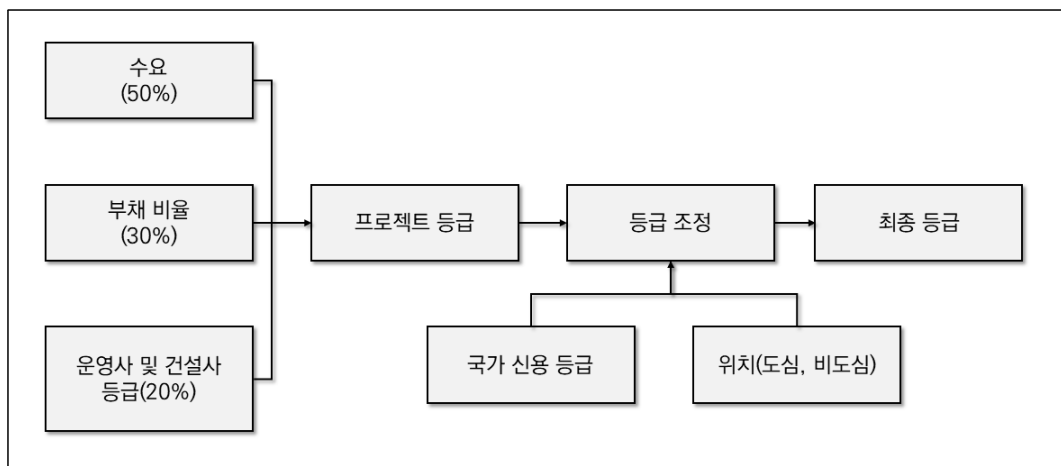 수요
(50%)
부채 비율
(30%)
운영사 및 건설사
등급(20%)
프로젝트 등급
등급 조정
최종 등급
국가 신용 등급
위치(도심, 비도심)